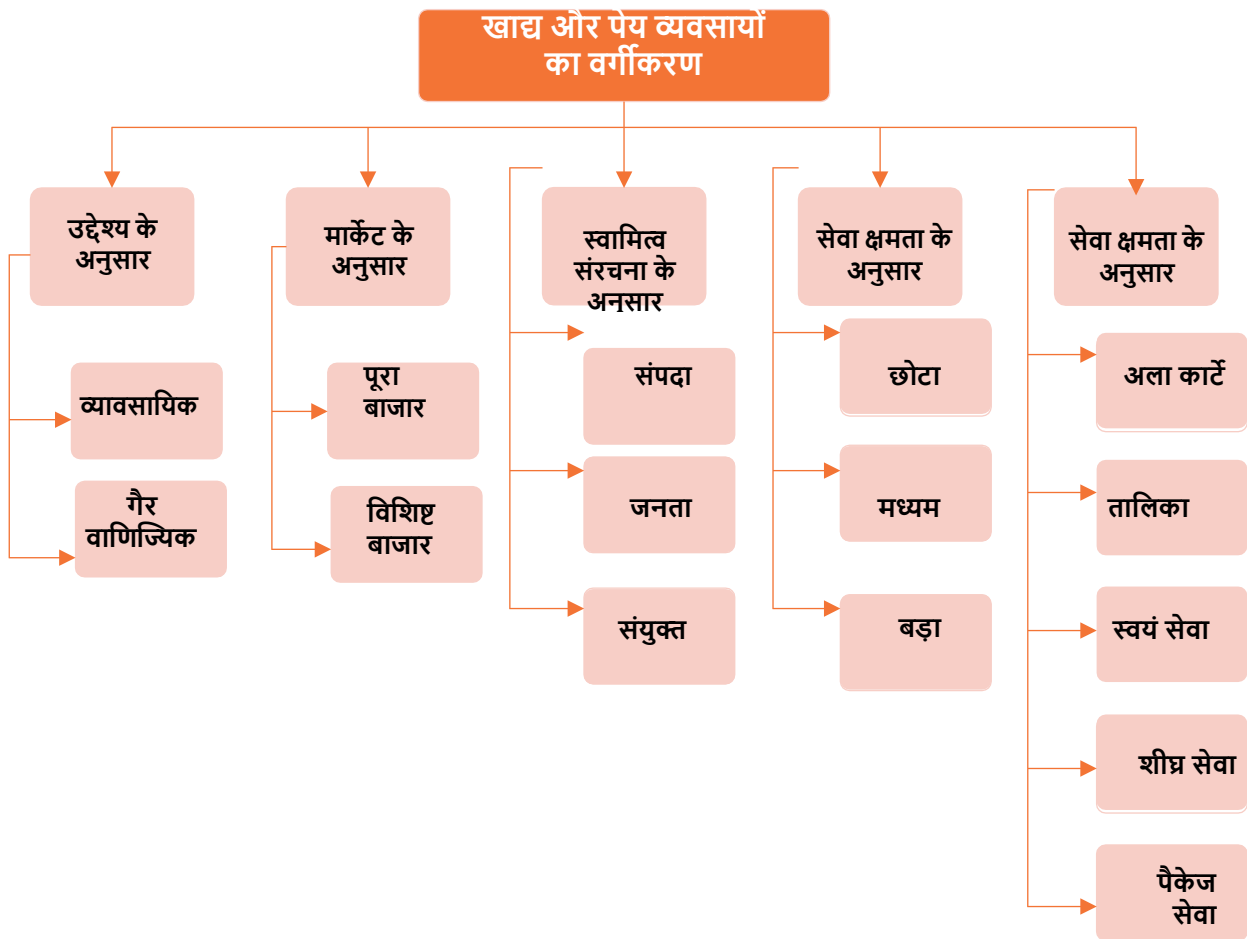 खाद्य और पेय व्यवसायों
का वर्गीकरण
उद्देश्य के
अनुसार
व्यावसायिक
गैर
वाणिज्यिक
मार्केट के
अनुसार
पूरा
बाजार
विशिष्ट
बाजार
स्वामित्व
संरचना के
अनुसार
संपदा
जनता
संयुक्त
सेवा क्षमता के
अनुसार
छोटा
मध्यम
बड़ा
सेवा क्षमता के
अनुसार
अला कार्टे
तालिका
स्वयं सेवा
शीघ्र सेवा
पैकेज
सेवा